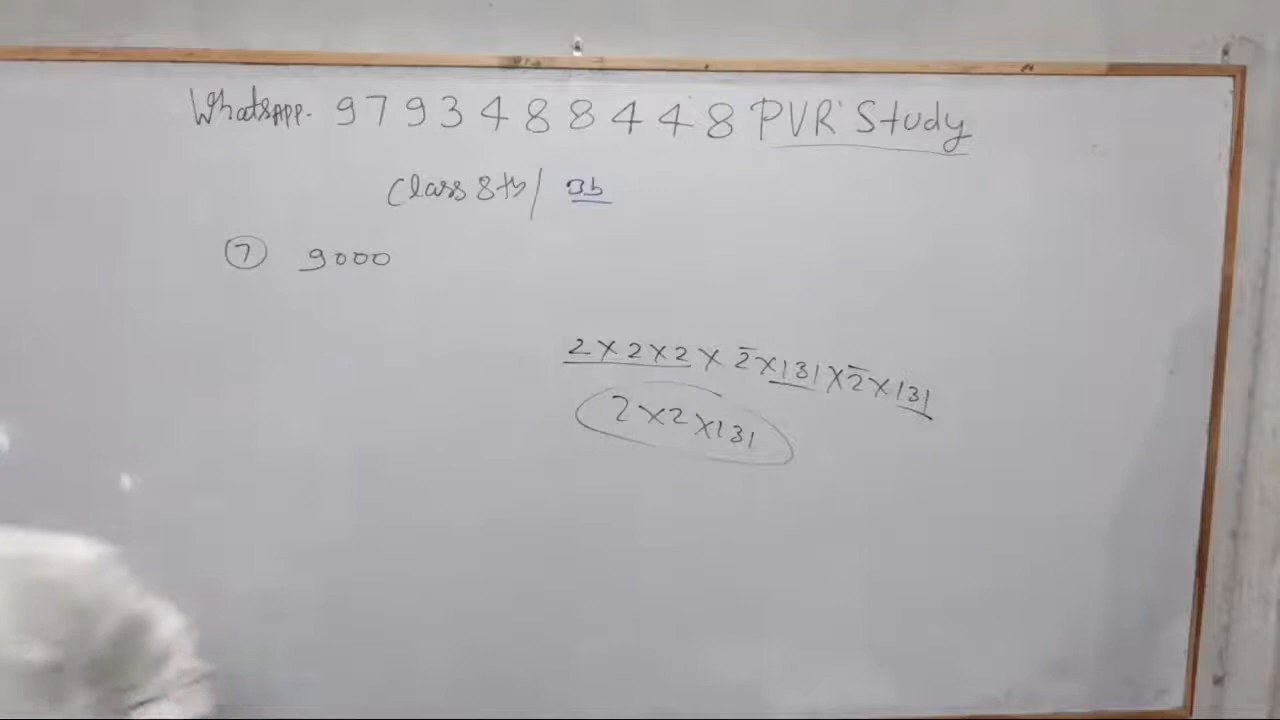 WhatsApp. 9793488448 PVR Study
Class 8th / 3b
⑦ 9000
2×2×2×2×131×2×131
2×2×131